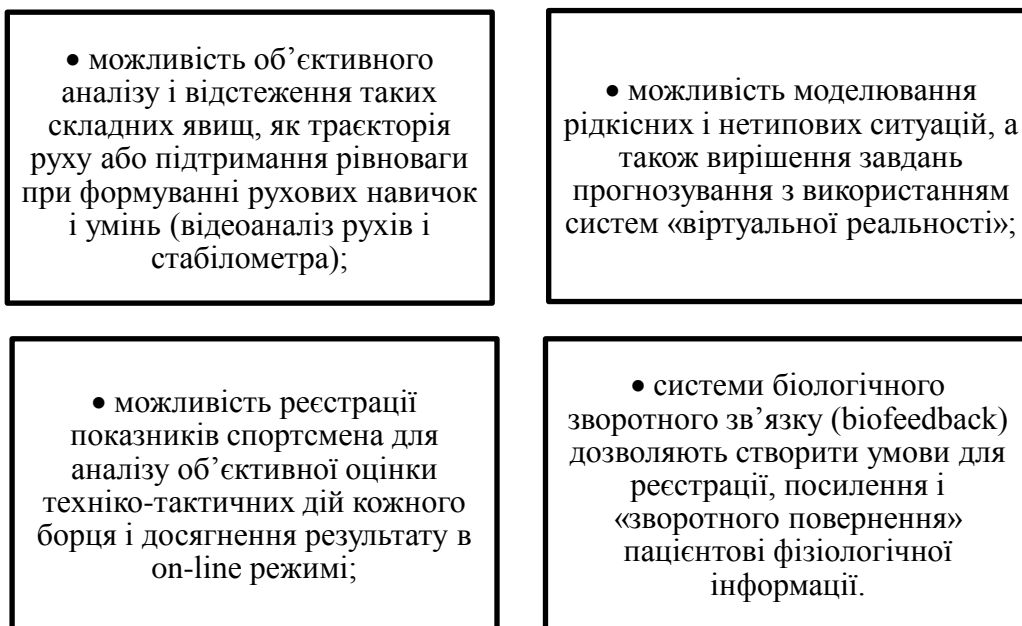 • можливість об’єктивного
аналізу і відстеження таких
складних явищ, як траєкторія
руху або підтримання рівноваги
при формуванні рухових навичок
і умінь (відеоаналіз рухів і
стабілометра);
• можливість моделювання
рідкісних і нетипових ситуацій, а
також вирішення завдань
прогнозування з використанням
систем «віртуальної реальності»;
• можливість реєстрації
показників спортсмена для
аналізу об’єктивної оцінки
техніко-тактичних дій кожного
борця і досягнення результату в
on-line режимі;
• системи біологічного
зворотного зв’язку (biofeedback)
дозволяють створити умови для
реєстрації, посилення і
«зворотного повернення»
пацієнтові фізіологічної
інформації.